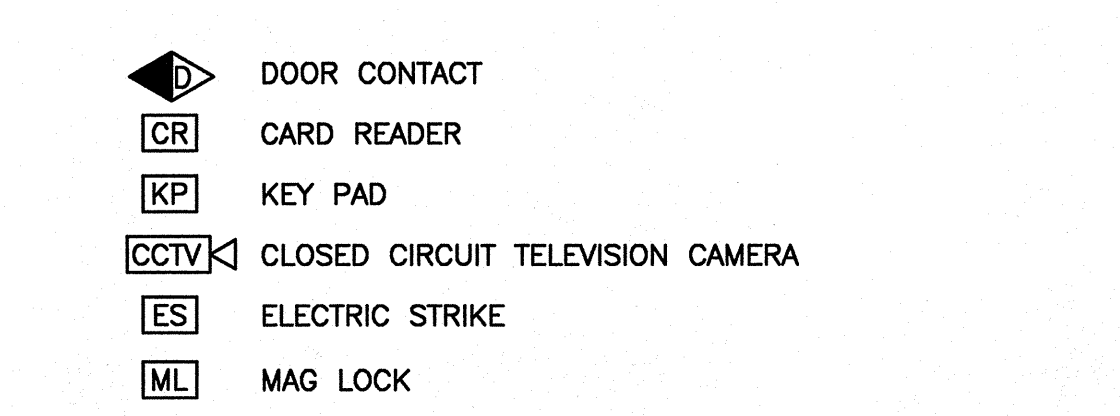 D DOOR CONTACT
CR CARD READER
KP KEY PAD
CCTV CLOSED CIRCUIT TELEVISION CAMERA
ES ELECTRIC STRIKE
ML MAG LOCK